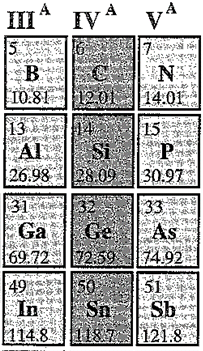 III A IV A V A
5 6 7
B C N
10.81 12.01 14.01
13 14 15
Al Si P
26.98 28.09 30.97
31 32 33
Ga Ge As
69.72 72.59 74.92
49 50 51
In Sn Sb
114.8 118.7 121.8